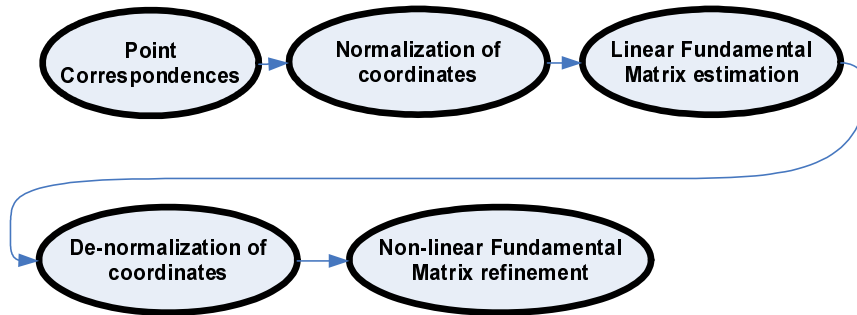 Point
Correspondences
Normalization of
coordinates
Linear Fundamental
Matrix estimation
De-normalization of
coordinates
Non-linear Fundamental
Matrix refinement